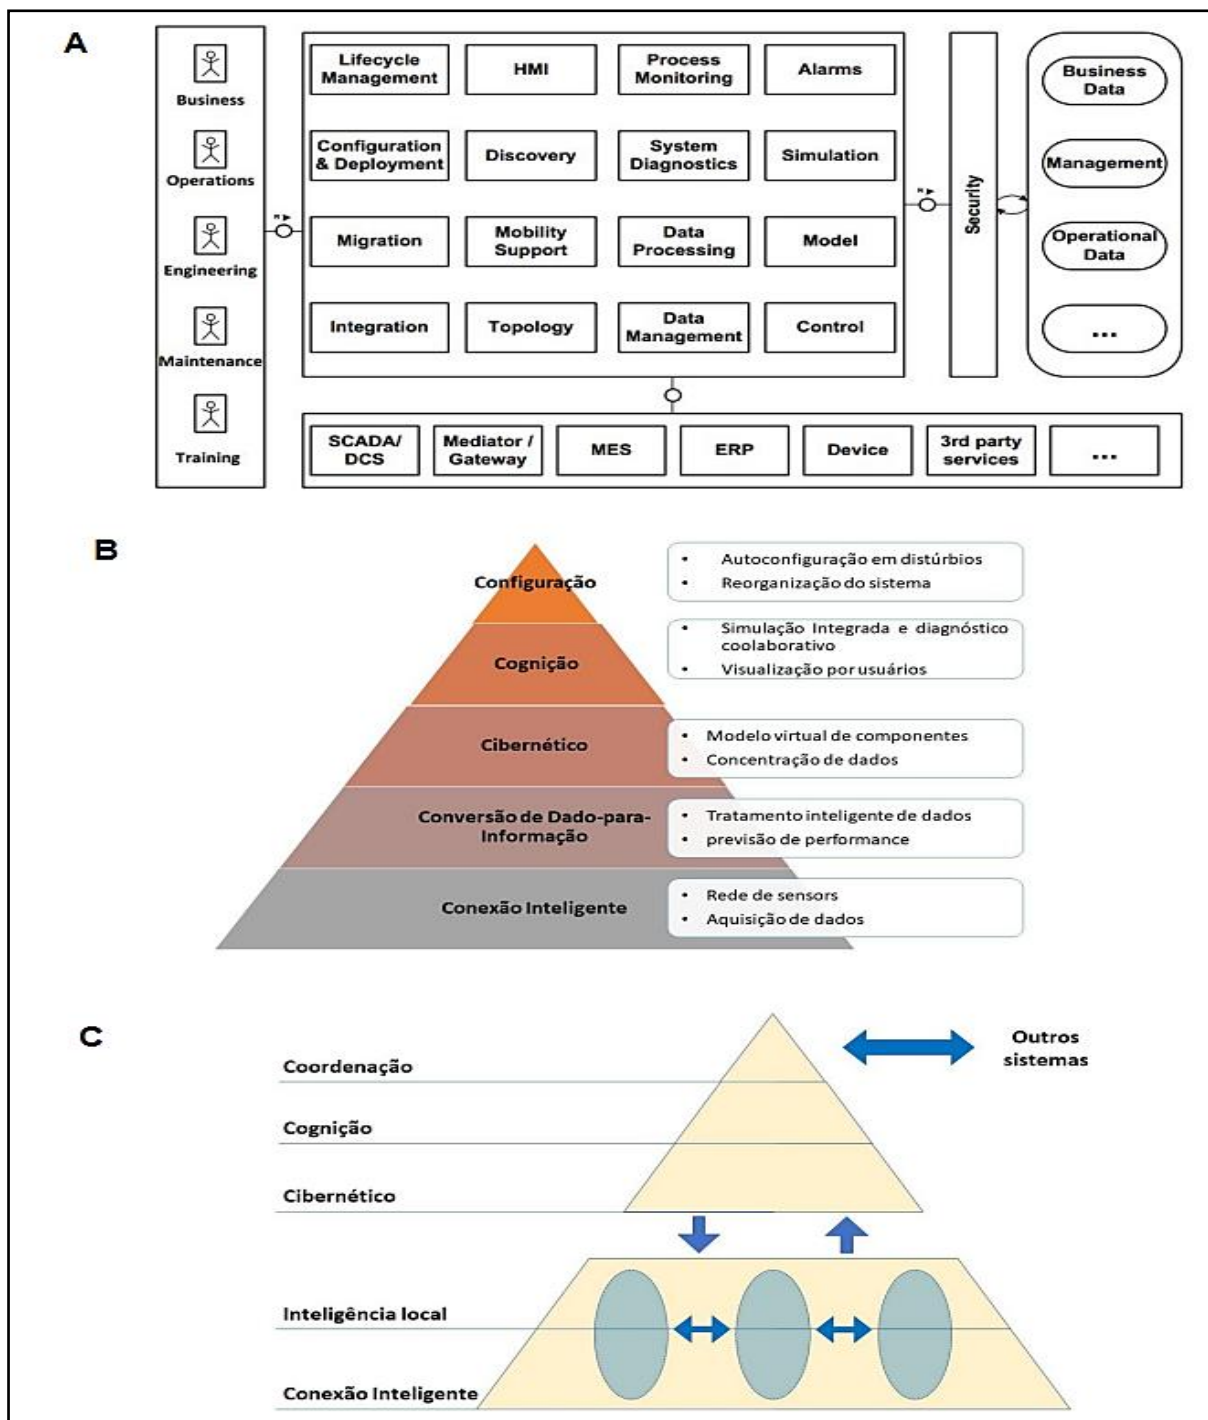 A
Business
Operations
Engineering
Maintenance
Training
Lifecycle
Management
HMI
Process
Monitoring
Alarms
Configuration
& Deployment
Discovery
System
Diagnostics
Simulation
Migration
Mobility
Support
Data
Processing
Model
Integration
Topology
Data
Management
Control
Security
Business
Data
Management
Operational
Data
...
SCADA/
DCS
Mediator /
Gateway
MES
ERP
Device
3rd party
services
...
B
Configuração
• Autoconfiguração em distúrbios
• Reorganização do sistema
Cognição
• Simulação Integrada e diagnóstico
coolaborativo
• Visualização por usuários
Cibernético
• Modelo virtual de componentes
• Concentração de dados
Conversão de Dado-para-
Informação
• Tratamento inteligente de dados
• previsão de performance
Conexão Inteligente
• Rede de sensors
• Aquisição de dados
C
Outros
sistemas
Coordenação
Cognição
Cibernético
Inteligência local
Conexão Inteligente